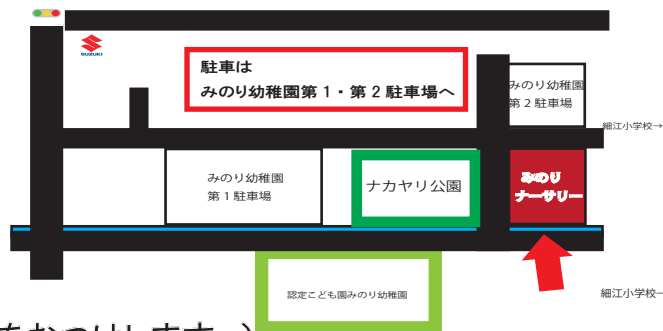 SUZUKI
駐車は
みのり幼稚園第1・第2駐車場へ
みのり幼稚園
第2駐車場
細江小学校→
みのり幼稚園
第1駐車場
ナカヤリ公園
みのり
ナーサリー
認定こども園みのり幼稚園
細江小学校